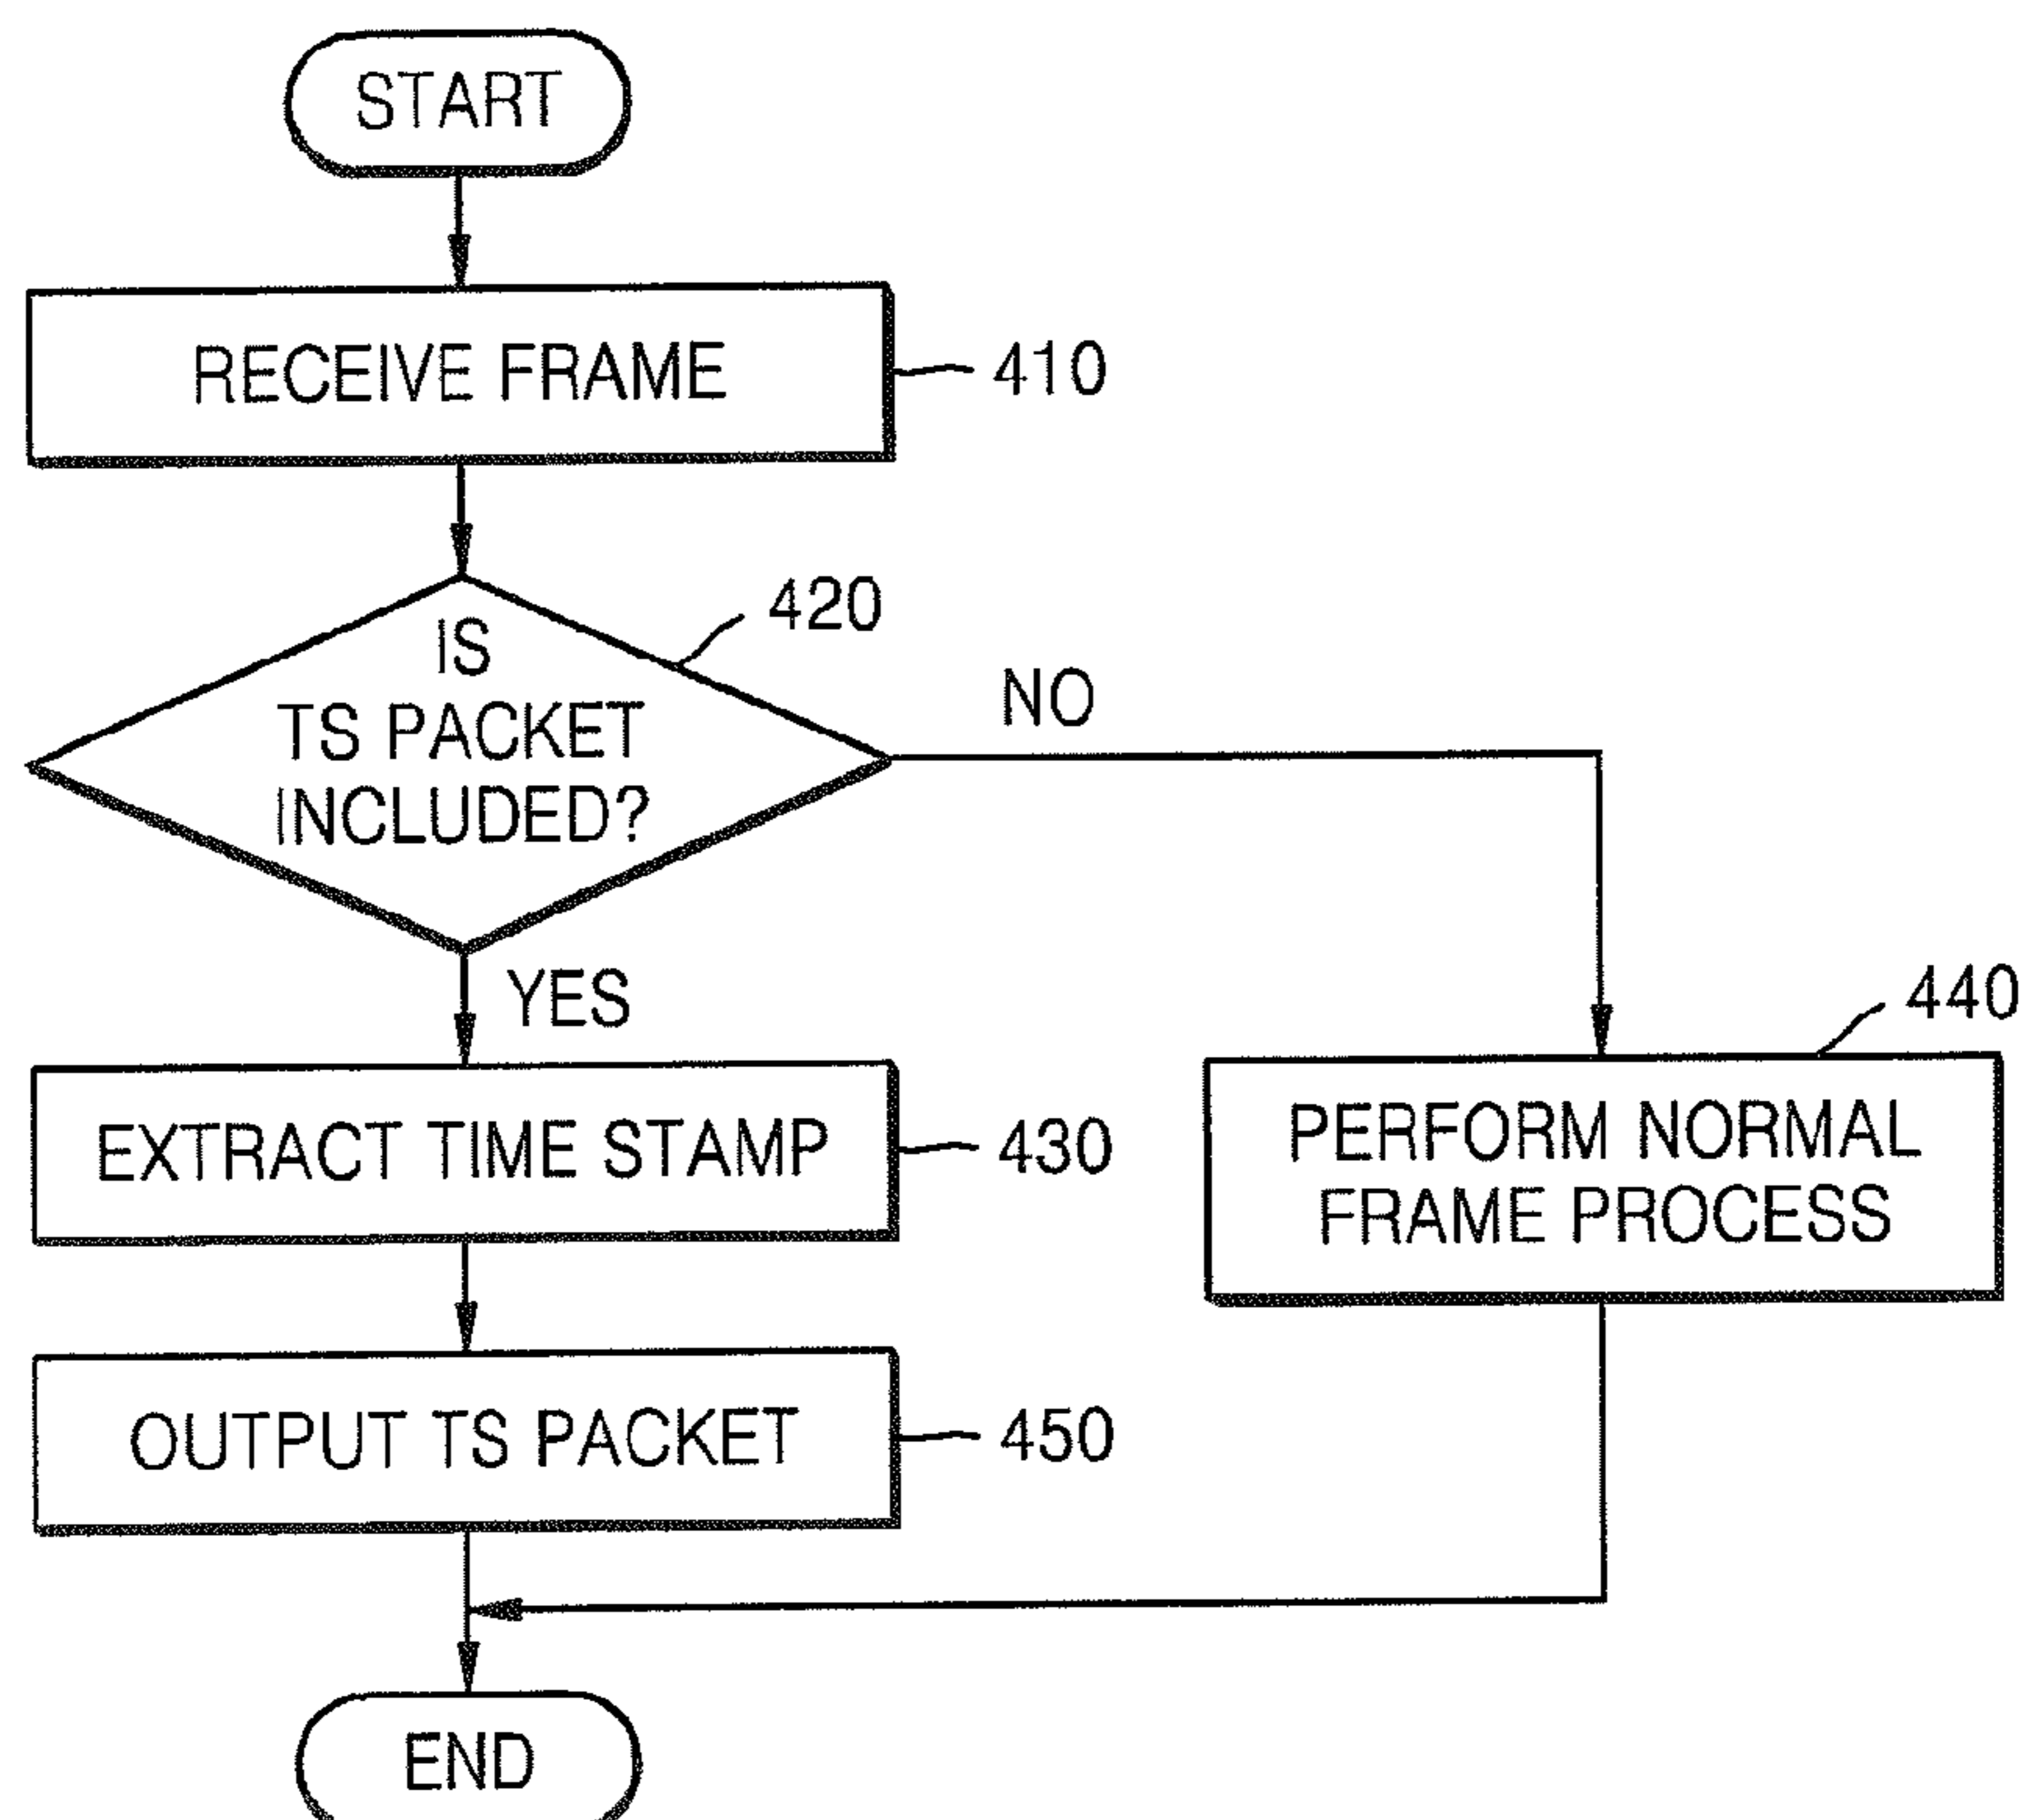 START
RECEIVE FRAME
410
420
IS
TS PACKET
INCLUDED?
NO
YES
440
EXTRACT TIME STAMP
430
PERFORM NORMAL
FRAME PROCESS
OUTPUT TS PACKET
450
END